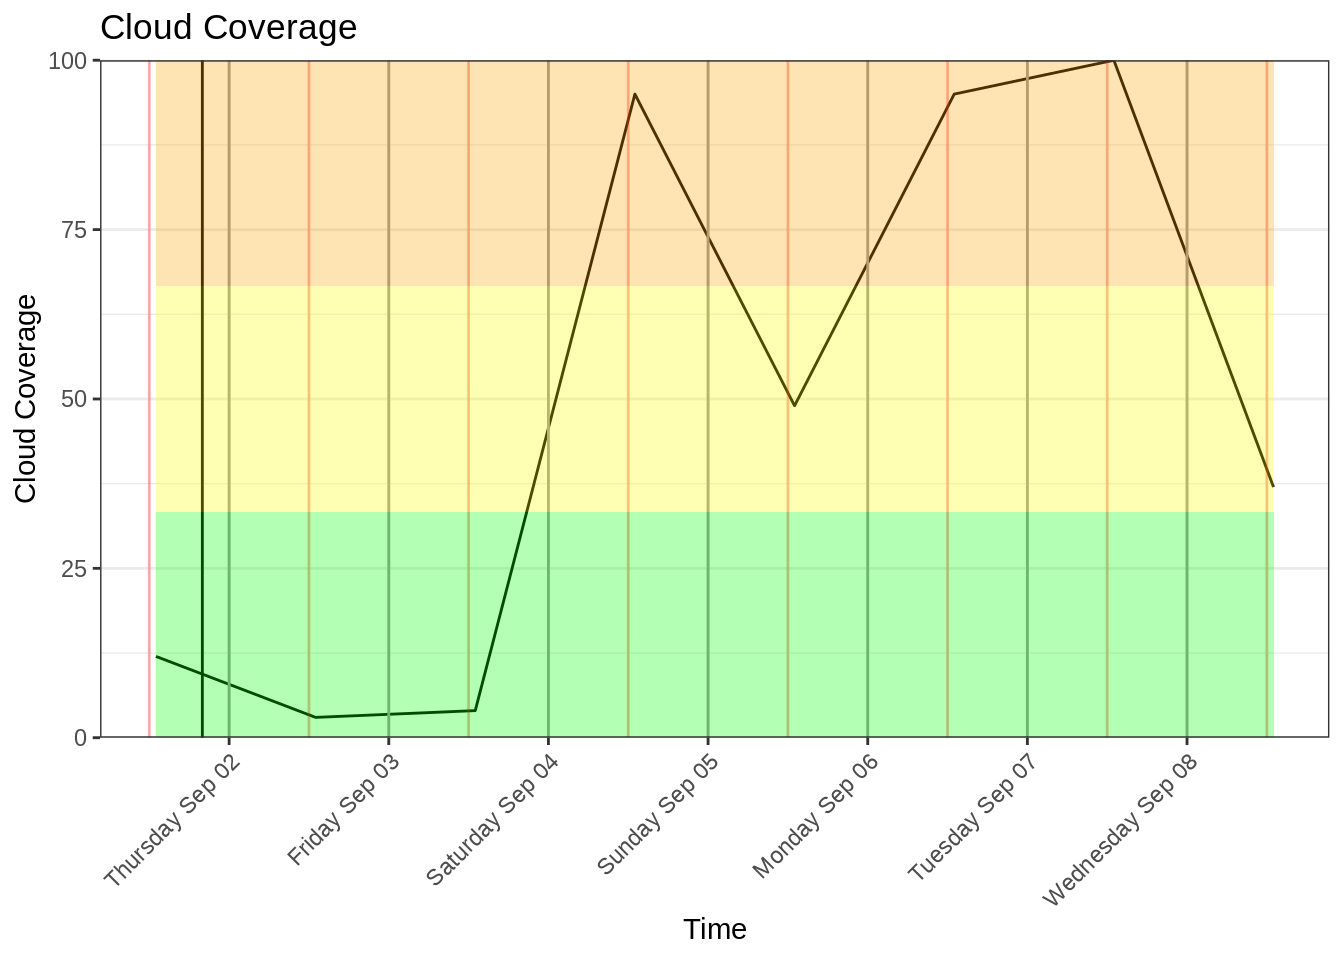 Cloud Coverage
100
75
50
25
0
Cloud Coverage
Thursday Sep 02
Friday Sep 03
Saturday Sep 04
Sunday Sep 05
Monday Sep 06
Tuesday Sep 07
Wednesday Sep 08
Time